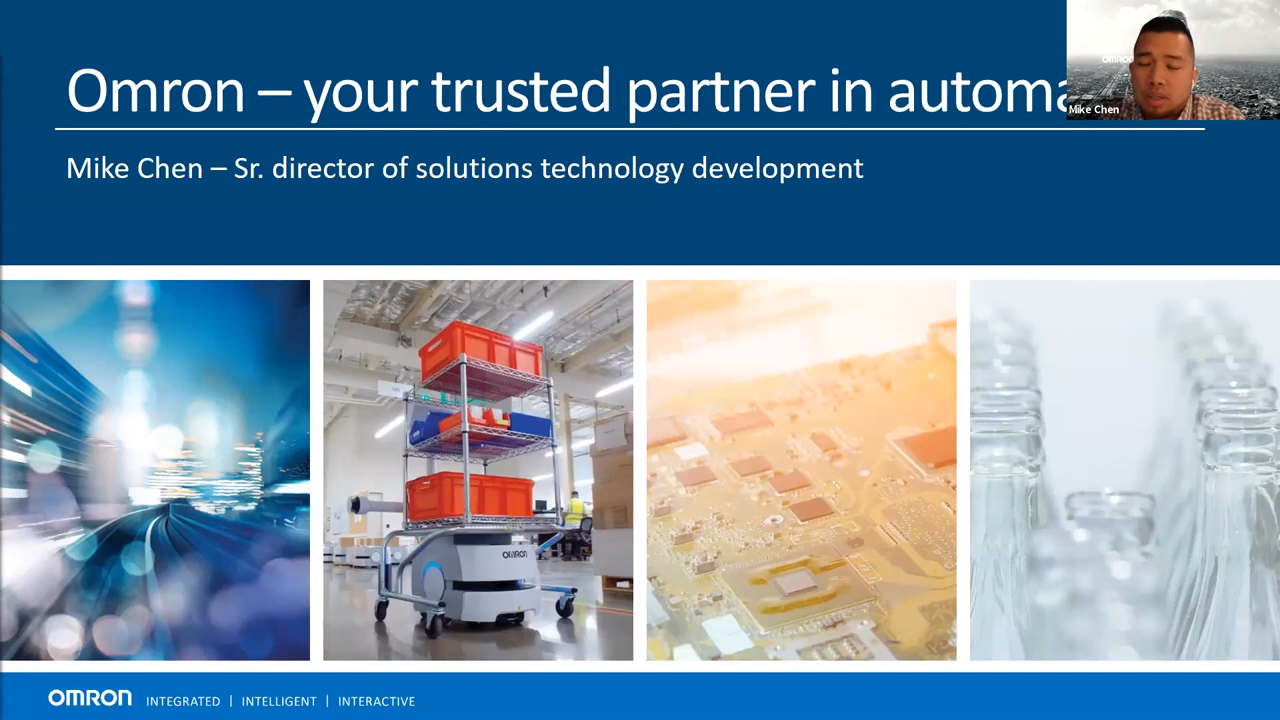 Omron – your trusted partner in automa
Mike Chen – Sr. director of solutions technology development
OMRON
Mike Chen
OMRON
OMRON INTEGRATED | INTELLIGENT | INTERACTIVE